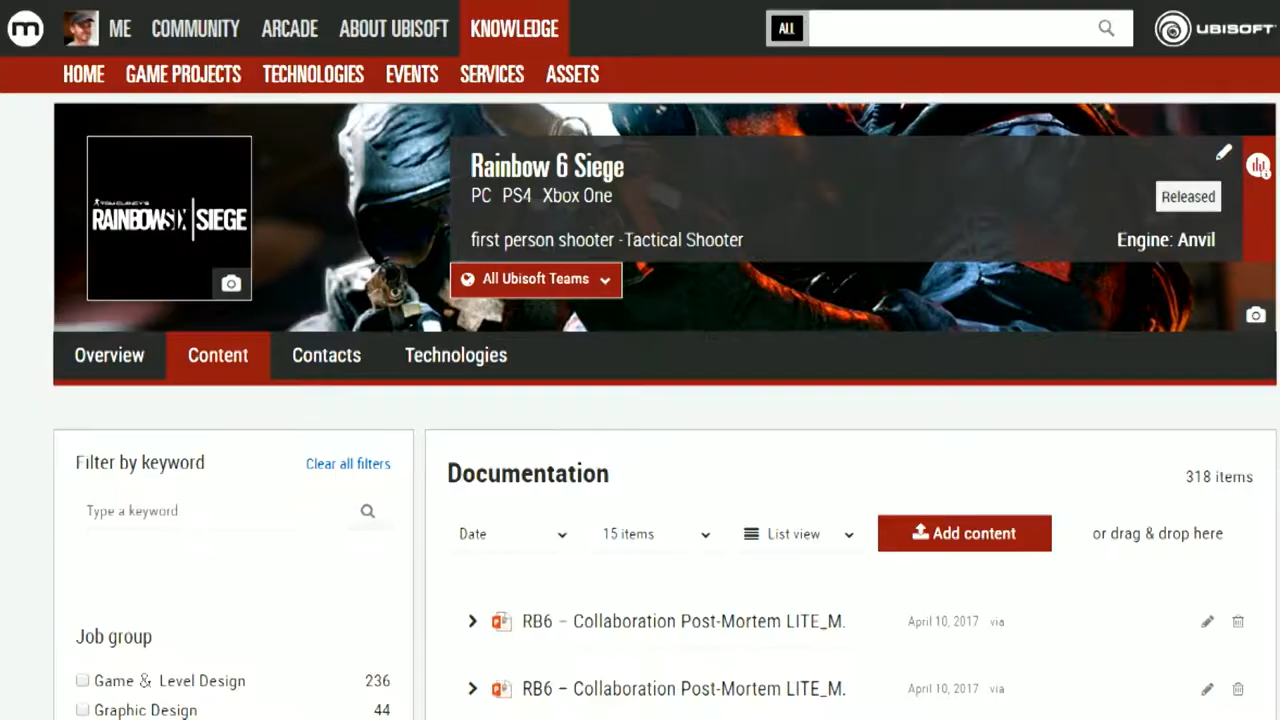 m ME COMMUNITY ARCADE ABOUT UBISOFT KNOWLEDGE ALL UBISOFT
HOME GAME PROJECTS TECHNOLOGIES EVENTS SERVICES ASSETS
Rainbow 6 Siege
PC PS4 Xbox One
Released
TOM CLANCY'S
RAINBOWSIX | SIEGE
first person shooter - Tactical Shooter
Engine: Anvil
All Ubisoft Teams
Overview Content Contacts Technologies
Filter by keyword Clear all filters
Type a keyword
Job group
Game & Level Design 236
Graphic Design 44
Documentation 318 items
Date 15 items List view Add content or drag & drop here
RB6 – Collaboration Post-Mortem LITE_M. April 10, 2017 via
RB6 – Collaboration Post-Mortem LITE_M. April 10, 2017 via